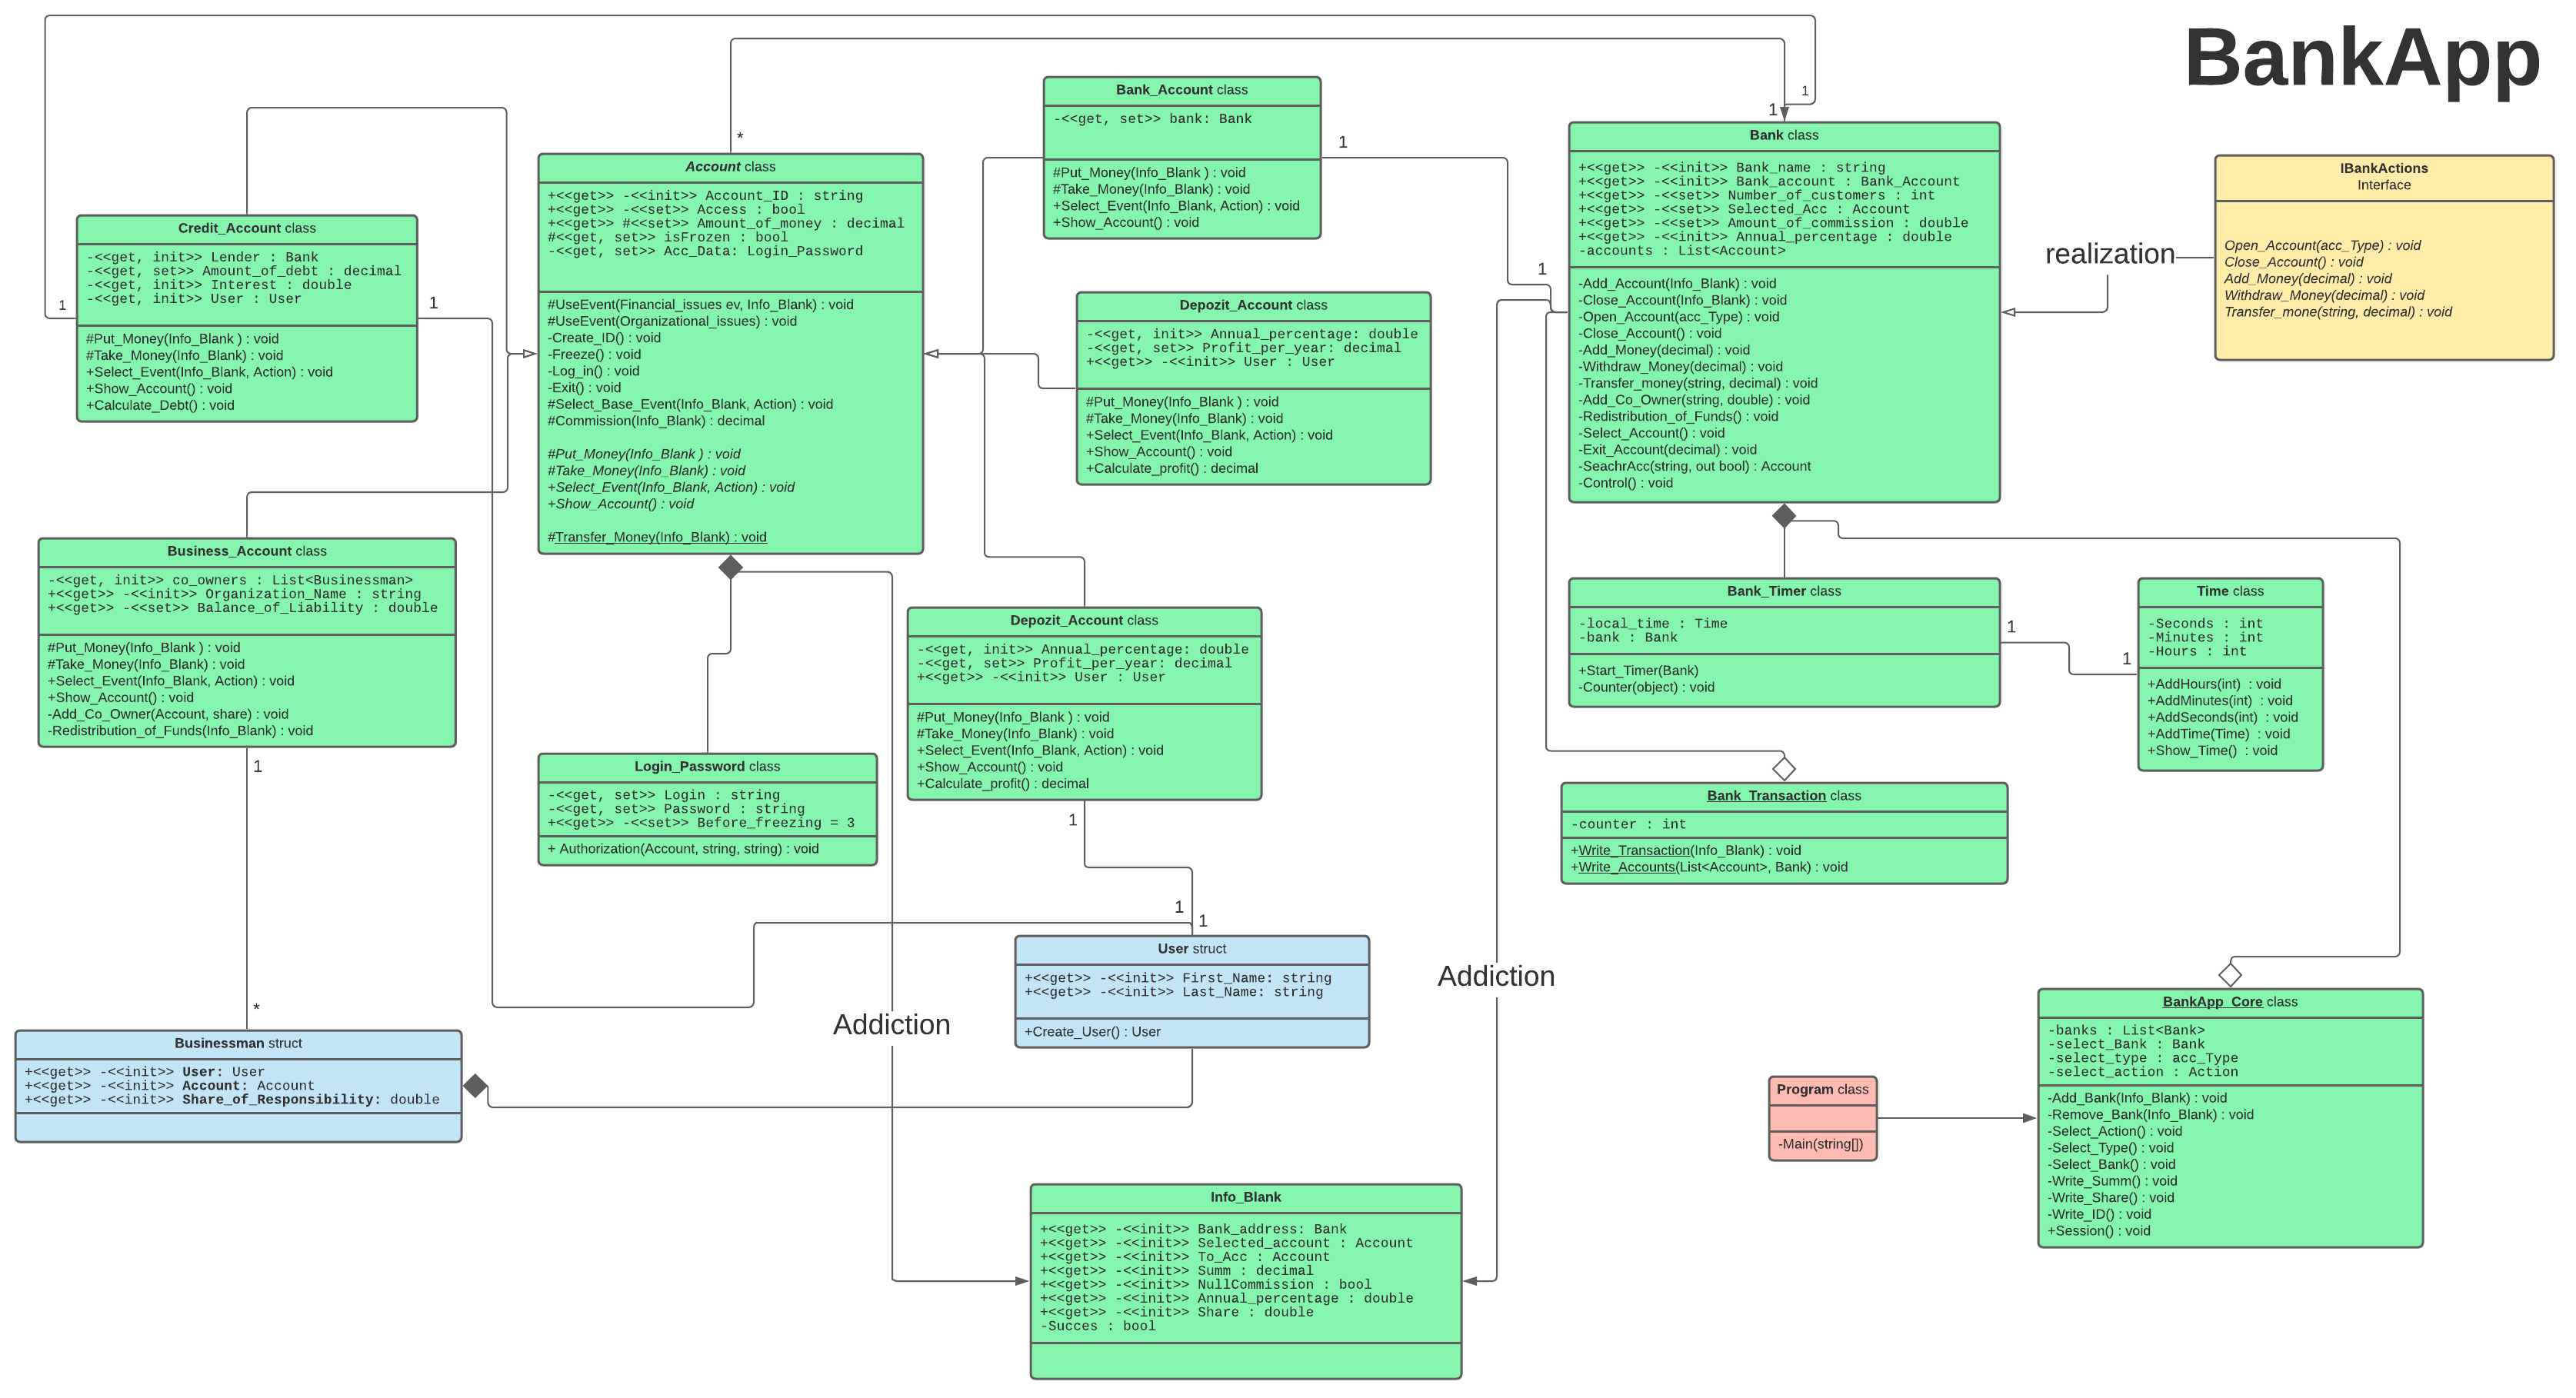 BankApp
Bank_Account class
-<<get, set>> bank: Bank
#Put_Money(Info_Blank ) : void
#Take_Money(Info_Blank) : void
+Select_Event(Info_Blank, Action) : void
+Show_Account() : void
1
1
1
*
1
Account class
+<<get>> -<<init>> Account_ID : string
+<<get>> -<<set>> Access : bool
+<<get>> #<<set>> Amount_of_money : decimal
#<<get, set>> isFrozen : bool
-<<get, set>> Acc_Data: Login_Password
#UseEvent(Financial_issues ev, Info_Blank) : void
#UseEvent(Organizational_issues) : void
-Create_ID() : void
-Freeze() : void
-Log_in() : void
-Exit() : void
#Select_Base_Event(Info_Blank, Action) : void
#Commission(Info_Blank) : decimal
#Put_Money(Info_Blank ) : void
#Take_Money(Info_Blank) : void
+Select_Event(Info_Blank, Action) : void
+Show_Account() : void
#Transfer_Money(Info_Blank) : void
Bank class
+<<get>> -<<init>> Bank_name : string
+<<get>> -<<init>> Bank_account : Bank_Account
+<<get>> -<<set>> Number_of_customers : int
+<<get>> -<<set>> Selected_Acc : Account
+<<get>> -<<set>> Amount_of_commission : double
+<<get>> -<<init>> Annual_percentage : double
-accounts : List<Account>
-Add_Account(Info_Blank) : void
-Close_Account(Info_Blank) : void
-Open_Account(acc_Type) : void
-Close_Account() : void
-Add_Money(decimal) : void
-Withdraw_Money(decimal) : void
-Transfer_money(string, decimal) : void
-Add_Co_Owner(string, double) : void
-Redistribution_of_Funds() : void
-Select_Account() : void
-Exit_Account(decimal) : void
-SeachrAcc(string, out bool) : Account
-Control() : void
IBankActions
Interface
Open_Account(acc_Type) : void
Close_Account() : void
Add_Money(decimal) : void
Withdraw_Money(decimal) : void
Transfer_mone(string, decimal) : void
realization
Credit_Account class
-<<get, init>> Lender : Bank
-<<get, set>> Amount_of_debt : decimal
-<<get, init>> Interest : double
-<<get, init>> User : User
#Put_Money(Info_Blank ) : void
#Take_Money(Info_Blank) : void
+Select_Event(Info_Blank, Action) : void
+Show_Account() : void
+Calculate_Debt() : void
1
1
Depozit_Account class
-<<get, init>> Annual_percentage: double
-<<get, set>> Profit_per_year: decimal
+<<get>> -<<init>> User : User
#Put_Money(Info_Blank ) : void
#Take_Money(Info_Blank) : void
+Select_Event(Info_Blank, Action) : void
+Show_Account() : void
+Calculate_profit() : decimal
Business_Account class
-<<get, init>> co_owners : List<Businessman>
+<<get>> -<<init>> Organization_Name : string
+<<get>> -<<set>> Balance_of_Liability : double
#Put_Money(Info_Blank ) : void
#Take_Money(Info_Blank) : void
+Select_Event(Info_Blank, Action) : void
+Show_Account() : void
-Add_Co_Owner(Account, share) : void
-Redistribution_of_Funds(Info_Blank) : void
1
*
Bank_Timer class
-local_time : Time
-bank : Bank
+Start_Timer(Bank)
-Counter(object) : void
1
1
Time class
-Seconds : int
-Minutes : int
-Hours : int
+AddHours(int) : void
+AddMinutes(int) : void
+AddSeconds(int) : void
+AddTime(Time) : void
+Show_Time() : void
Depozit_Account class
-<<get, init>> Annual_percentage: double
-<<get, set>> Profit_per_year: decimal
+<<get>> -<<init>> User : User
#Put_Money(Info_Blank ) : void
#Take_Money(Info_Blank) : void
+Select_Event(Info_Blank, Action) : void
+Show_Account() : void
+Calculate_profit() : decimal
1
1
1
Login_Password class
-<<get, set>> Login : string
-<<get, set>> Password : string
+<<get>> -<<set>> Before_freezing = 3
+ Authorization(Account, string, string) : void
Bank_Transaction class
-counter : int
+Write_Transaction(Info_Blank) : void
+Write_Accounts(List<Account>, Bank) : void
User struct
+<<get>> -<<init>> First_Name: string
+<<get>> -<<init>> Last_Name: string
+Create_User() : User
Addiction
Addiction
Businessman struct
+<<get>> -<<init>> User: User
+<<get>> -<<init>> Account: Account
+<<get>> -<<init>> Share_of_Responsibility: double
BankApp_Core class
-banks : List<Bank>
-select_Bank : Bank
-select_type : acc_Type
-select_action : Action
-Add_Bank(Info_Blank) : void
-Remove_Bank(Info_Blank) : void
-Select_Action() : void
-Select_Type() : void
-Select_Bank() : void
-Write_Summ() : void
-Write_Share() : void
-Write_ID() : void
+Session() : void
Program class
-Main(string[])
Info_Blank
+<<get>> -<<init>> Bank_address: Bank
+<<get>> -<<init>> Selected_account : Account
+<<get>> -<<init>> To_Acc : Account
+<<get>> -<<init>> Summ : decimal
+<<get>> -<<init>> NullCommission : bool
+<<get>> -<<init>> Annual_percentage : double
+<<get>> -<<init>> Share : double
-Succes : bool